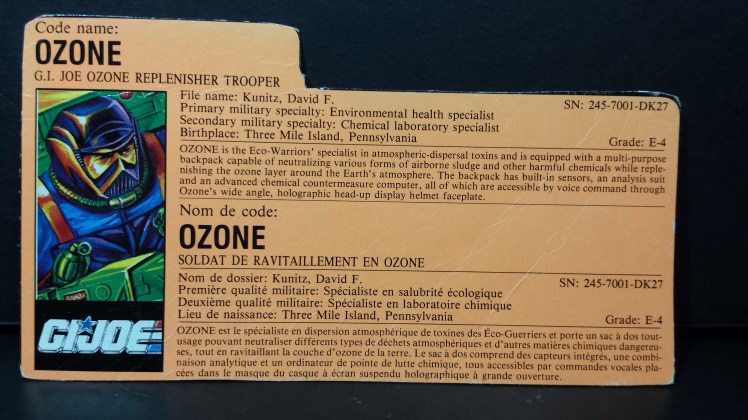 Code name:
OZONE
G.I. JOE OZONE REPLENISHER TROOPER
File name: Kunitz, David F. SN: 245-7001-DK27
Primary military specialty: Environmental health specialist
Secondary military specialty: Chemical laboratory specialist
Birthplace: Three Mile Island, Pennsylvania Grade: E-4
OZONE is the Eco-Warriors' specialist in atmospheric-dispersal toxins and is equipped with a multi-purpose
backpack capable of neutralizing various forms of airborne sludge and other harmful chemicals while reple-
nishing the ozone layer around the Earth's atmosphere. The backpack has built-in sensors, an analysis suit
and an advanced chemical countermeasure computer, all of which are accessible by voice command through
Ozone's wide angle, holographic head-up display helmet faceplate.
Nom de code:
OZONE
SOLDAT DE RAVITAILLEMENT EN OZONE
Nom de dossier: Kunitz, David F. SN: 245-7001-DK27
Première qualité militaire: Spécialiste en salubrité écologique
Deuxième qualité militaire: Spécialiste en laboratoire chimique
Lieu de naissance: Three Mile Island, Pennsylvania Grade: E-4
OZONE est le spécialiste en dispersion atmosphérique de toxines des Éco-Guerriers et porte un sac à dos tout-
usage pouvant neutraliser différents types de déchets atmosphériques et d'autres matières chimiques dangereu-
ses, tout en ravitaillant la couche d'ozone de la terre. Le sac à dos comprend des capteurs intégrés, une combi-
naison analytique et un ordinateur de pointe de lutte chimique, tous accessibles par commandes vocales pla-
cées dans le masque du casque à écran suspendu holographique à grande ouverture.
G.I. JOE